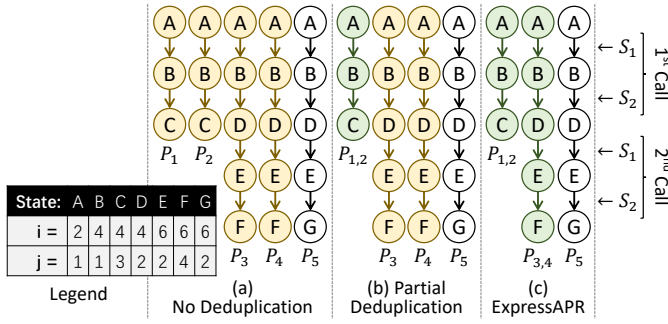 A A A A A A A A A A A A
B B B B B B B B B B B B
C C D D D C D D D C D D
P1 P2 P1,2 P1,2
E E E E E E E E
F F G F F G F G
P3 P4 P5 P3 P4 P5 P3,4 P5
← S1
← S2
1st Call
← S1
← S2
2nd Call
State: A B C D E F G
i = 2 4 4 4 6 6 6
j = 1 1 3 2 2 4 2
Legend
(a)
No Deduplication
(b) Partial
Deduplication
(c)
ExpressAPR